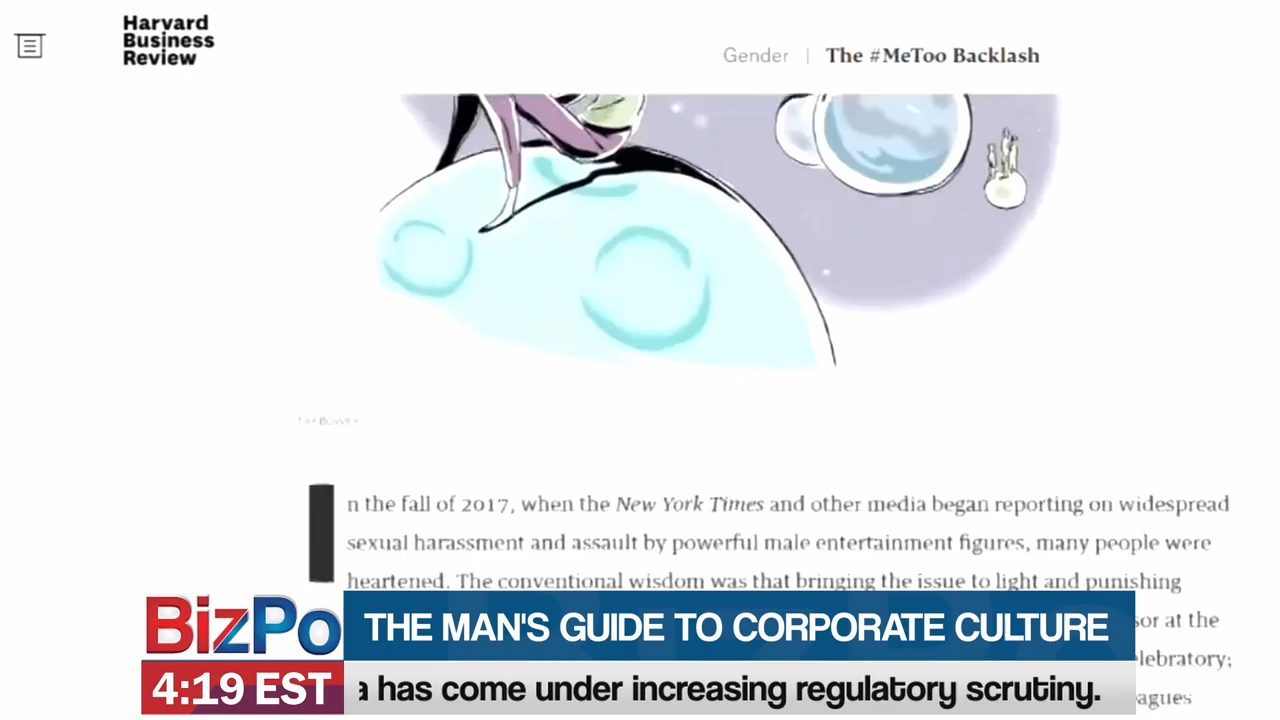 Harvard
Business
Review
Gender | The #MeToo Backlash
In the fall of 2017, when the New York Times and other media began reporting on widespread
sexual harassment and assault by powerful male entertainment figures, many people were
heartened. The conventional wisdom was that bringing the issue to light and punishing
sor at the
lebratory;
agues
BizPo
THE MAN'S GUIDE TO CORPORATE CULTURE
4:19 EST
a has come under increasing regulatory scrutiny.